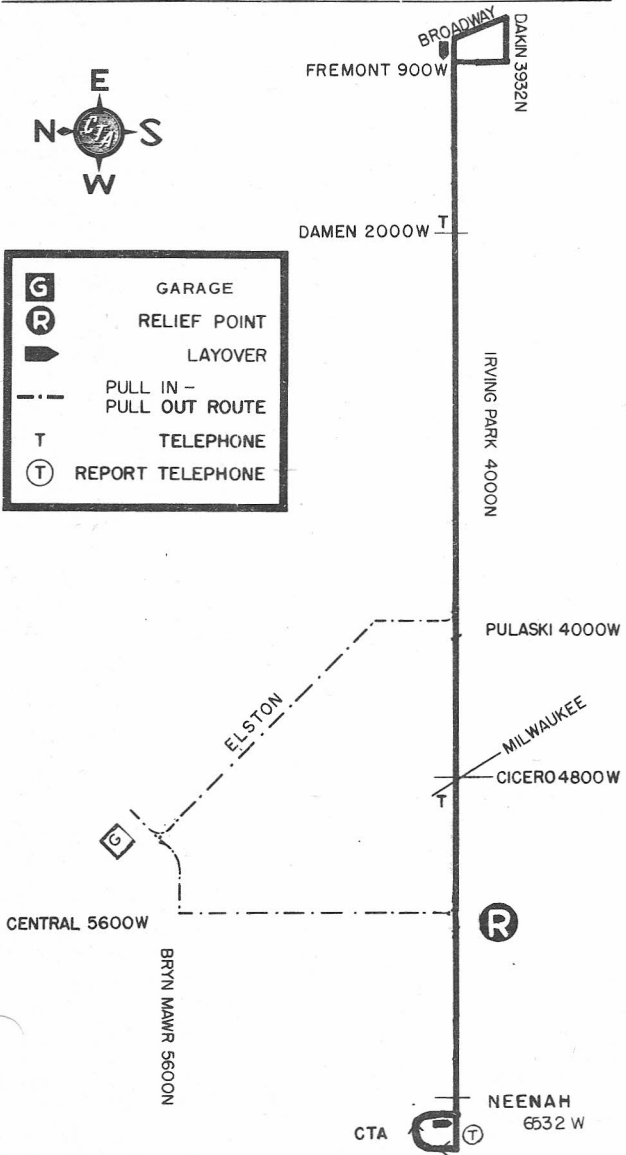 BROADWAY
DAKIN 3932N
FREMONT 900W
E
N CTA S
W
T
DAMEN 2000W
G GARAGE
R RELIEF POINT
LAYOVER
PULL IN –
PULL OUT ROUTE
T TELEPHONE
T REPORT TELEPHONE
IRVING PARK 4000N
PULASKI 4000W
ELSTON
MILWAUKEE
CICERO 4800W
T
G
CENTRAL 5600W
R
BRYN MAWR 5600N
NEENAH
6532 W
CTA
T